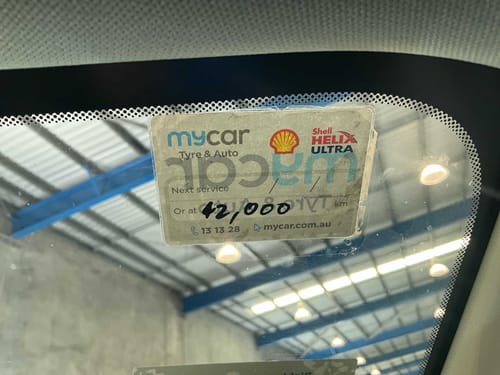 mycar
Tyre & Auto
Shell
HELIX
ULTRA
Next service / /
Or at 42,000 km
13 13 28 mycar.com.au